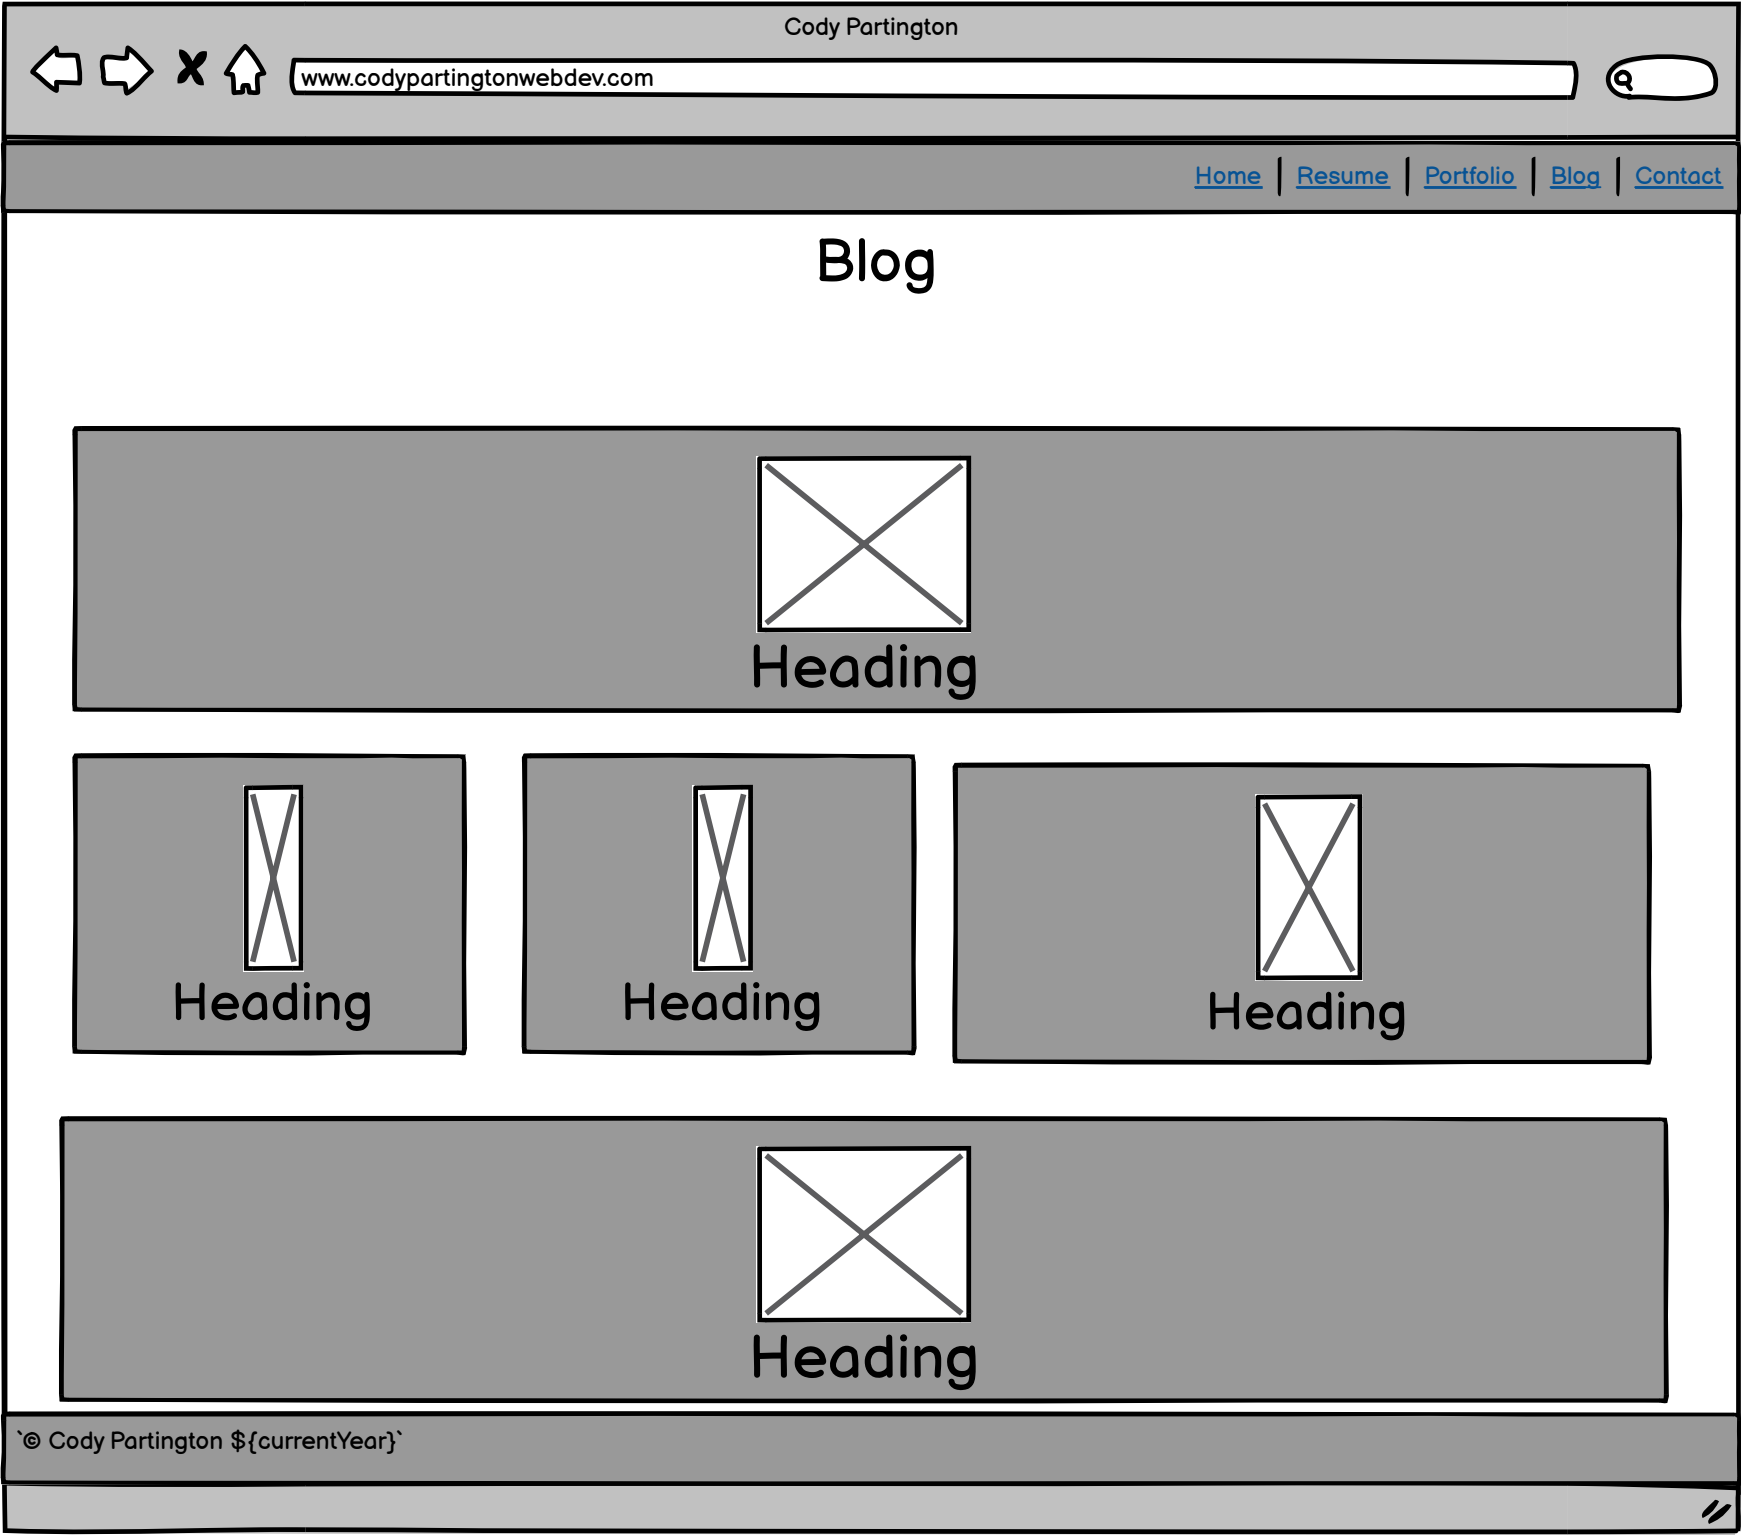 Cody Partington
www.codypartingtonwebdev.com
Home Resume Portfolio Blog Contact
Blog
Heading
Heading Heading Heading
Heading
`© Cody Partington ${currentYear}`